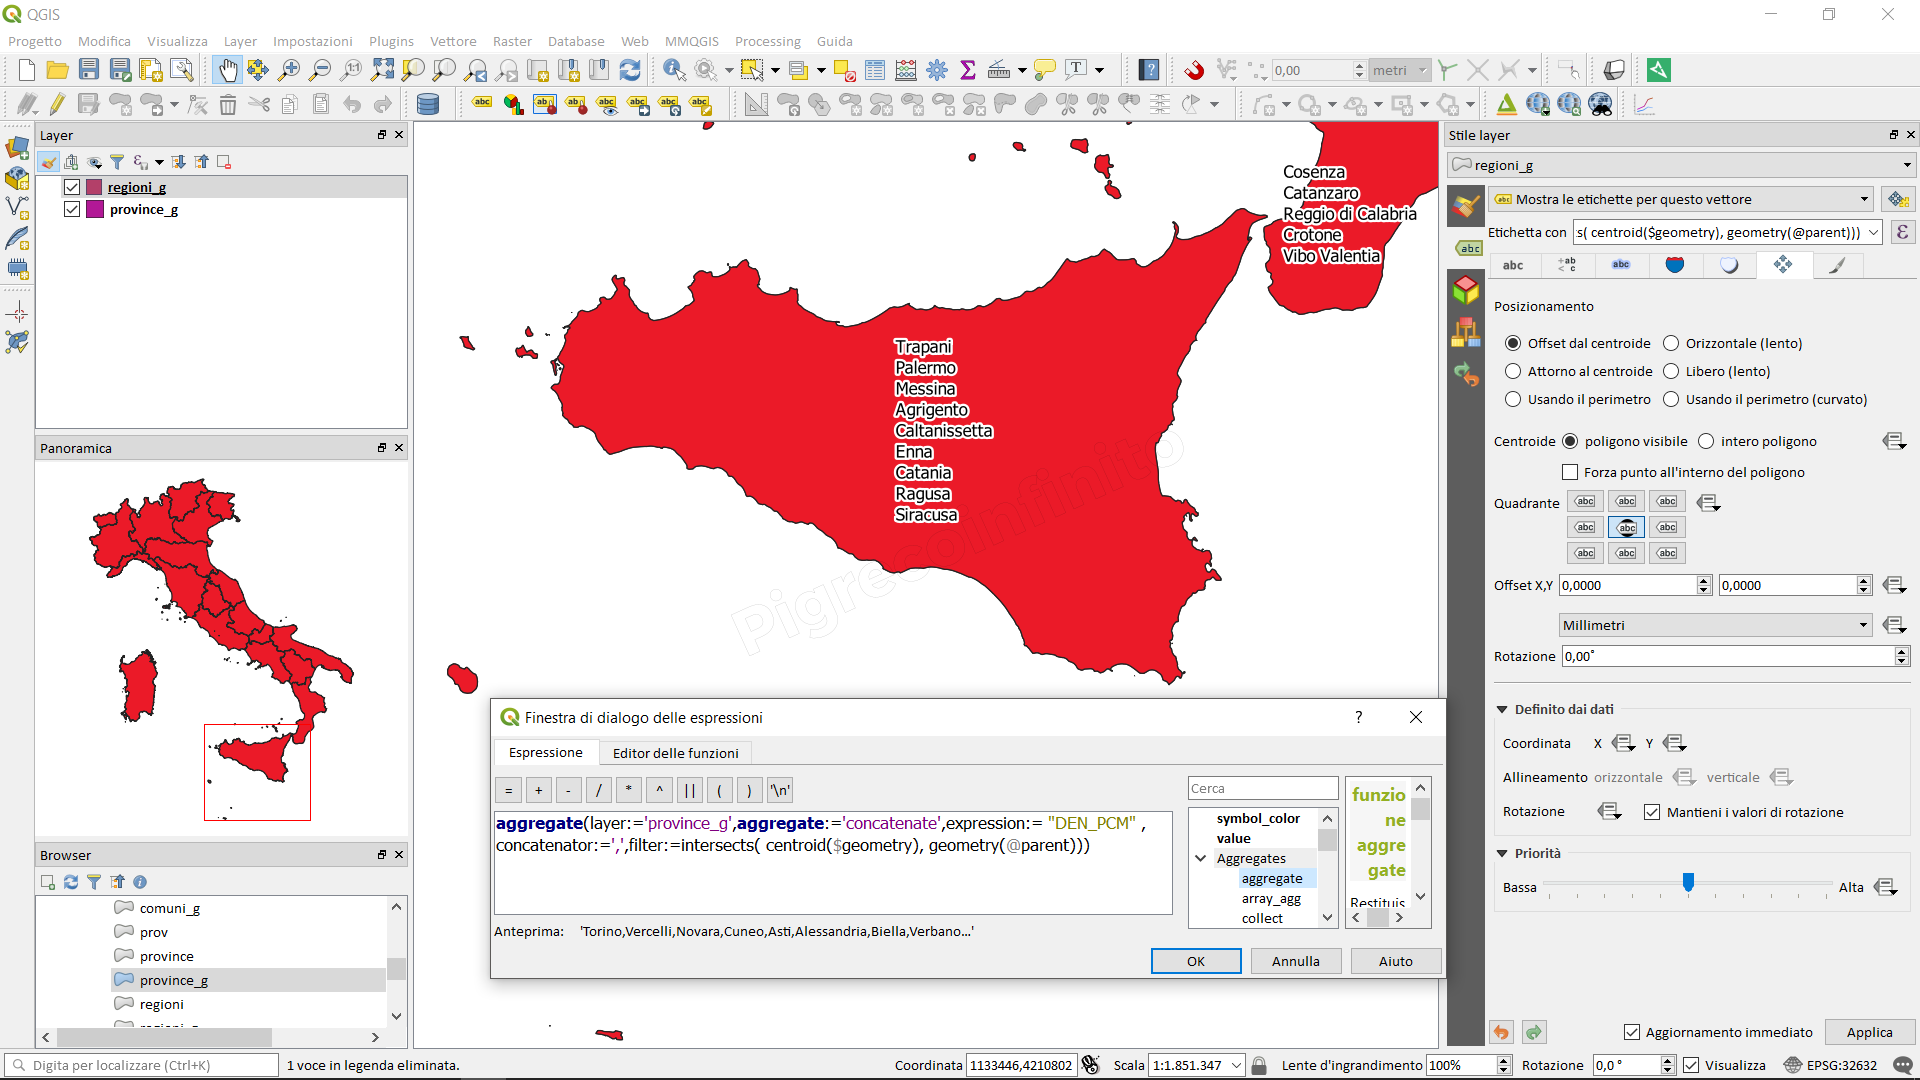 QGIS
Progetto Modifica Visualizza Layer Impostazioni Plugins Vettore Raster Database Web MMQGIS Processing Guida
0,00 metri
Layer
regioni_g
province_g
Panoramica
Browser
comuni_g
prov
province
province_g
regioni
Cosenza
Catanzaro
Reggio di Calabria
Crotone
Vibo Valentia
Trapani
Palermo
Messina
Agrigento
Caltanissetta
Enna
Catania
Ragusa
Siracusa
Pigrecoinfinito
Finestra di dialogo delle espressioni
Espressione Editor delle funzioni
= + - / * ^ || ( ) '\n'
aggregate(layer:='province_g',aggregate:='concatenate',expression:= "DEN_PCM" ,
concatenator:=',',filter:=intersects( centroid($geometry), geometry(@parent)))
Anteprima: 'Torino,Vercelli,Novara,Cuneo,Asti,Alessandria,Biella,Verbano...'
Cerca
symbol_color
value
Aggregates
aggregate
array_agg
collect
funzio
ne
aggre
gate
Restituis
OK Annulla Aiuto
Stile layer
regioni_g
Mostra le etichette per questo vettore
Etichetta con :s( centroid($geometry), geometry(@parent)))
Posizionamento
Offset dal centroide Orizzontale (lento)
Attorno al centroide Libero (lento)
Usando il perimetro Usando il perimetro (curvato)
Centroide poligono visibile intero poligono
Forza punto all'interno del poligono
Quadrante
Offset X,Y 0,0000 0,0000
Millimetri
Rotazione 0,00˚
Definito dai dati
Coordinata X Y
Allineamento orizzontale verticale
Rotazione Mantieni i valori di rotazione
Priorità
Bassa Alta
Aggiornamento immediato Applica
Digita per localizzare (Ctrl+K) 1 voce in legenda eliminata. Coordinata 1133446,4210802 Scala 1:1.851.347 Lente d'ingrandimento 100% Rotazione 0,0 ° Visualizza EPSG:32632